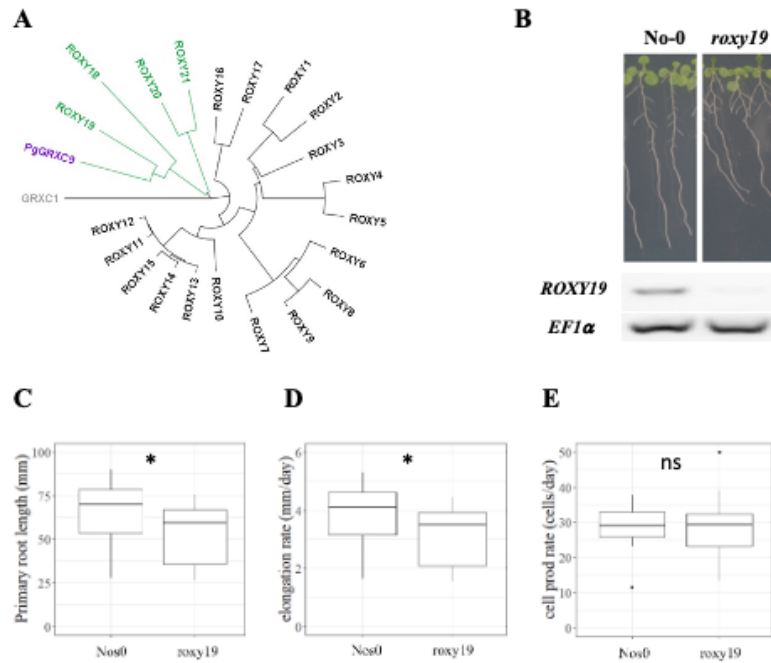 A
ROXY18
ROXY19
PgGRXC9
GRXC1
ROXY20
ROXY21
ROXY16
ROXY17
ROXY1
ROXY2
ROXY3
ROXY4
ROXY5
ROXY6
ROXY8
ROXY9
ROXY7
ROXY10
ROXY13
ROXY14
ROXY15
ROXY11
ROXY12
B
No-0 roxy19
ROXY19
EF1α
C
Primary root length (mm)
100
75
50
25
0
*
Nos0 roxy19
D
elongation rate (mm/day)
6
4
2
0
*
Nos0 roxy19
E
cell prod rate (cells/day)
50
40
30
20
10
0
ns
Nos0 roxy19